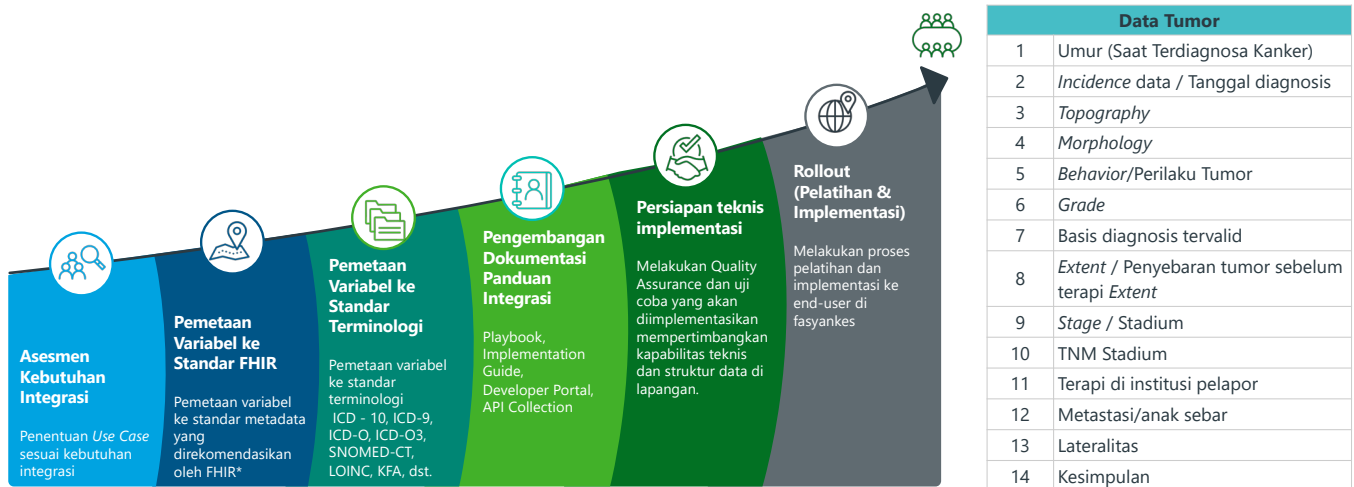 Asesmen
Kebutuhan
Integrasi
Penentuan Use Case
sesuai kebutuhan
integrasi
Pemetaan
Variabel ke
Standar FHIR
Pemetaan variabel
ke standar metadata
yang
direkomendasikan
oleh FHIR*
Pemetaan
Variabel ke
Standar
Terminologi
Pemetaan variabel
ke standar
terminologi
ICD - 10, ICD-9,
ICD-O, ICD-O3,
SNOMED-CT,
LOINC, KFA, dst.
Pengembangan
Dokumentasi
Panduan
Integrasi
Playbook,
Implementation
Guide,
Developer Portal,
API Collection
Persiapan teknis
implementasi
Melakukan Quality
Assurance dan uji
coba yang akan
diimplementasikan
mempertimbangkan
kapabilitas teknis
dan struktur data di
lapangan.
Rollout
(Pelatihan &
Implementasi)
Melakukan proses
pelatihan dan
implementasi ke
end-user di
fasyankes
Data Tumor
1 Umur (Saat Terdiagnosa Kanker)
2 Incidence data / Tanggal diagnosis
3 Topography
4 Morphology
5 Behavior/Perilaku Tumor
6 Grade
7 Basis diagnosis tervalid
8 Extent / Penyebaran tumor sebelum
terapi Extent
9 Stage / Stadium
10 TNM Stadium
11 Terapi di institusi pelapor
12 Metastasi/anak sebar
13 Lateralitas
14 Kesimpulan